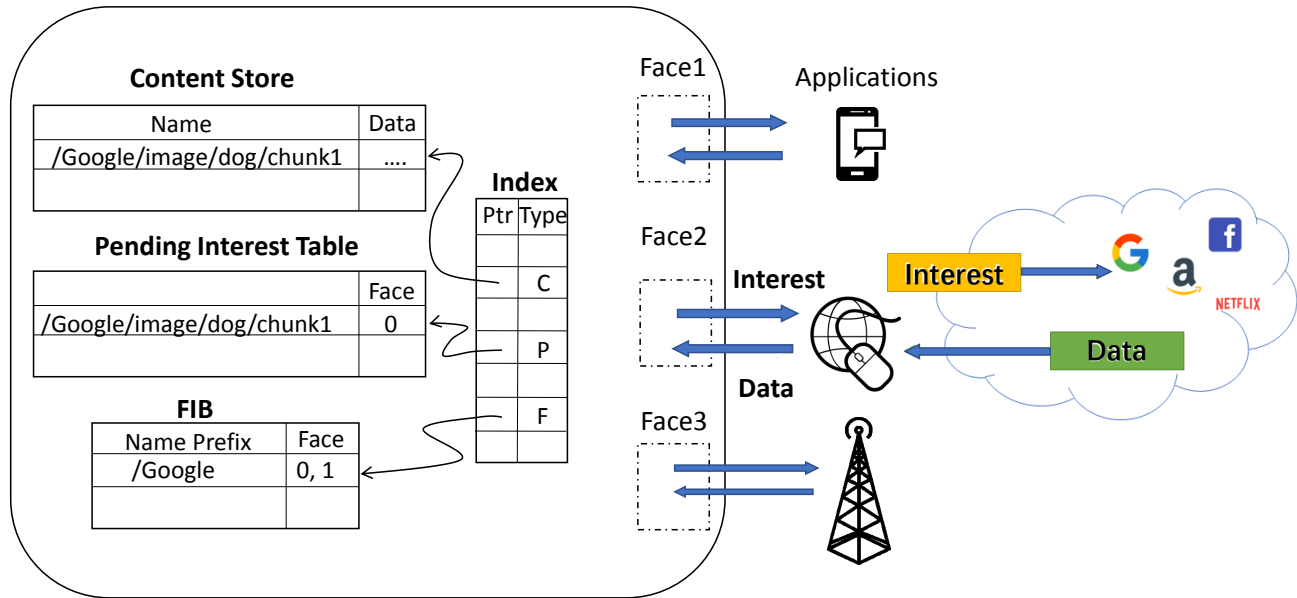 Content Store
Name Data
/Google/image/dog/chunk1 ....
Pending Interest Table
Face
/Google/image/dog/chunk1 0
FIB
Name Prefix Face
/Google 0, 1
Index
Ptr Type
C
P
F
Face1
Applications
Face2
Interest
Data
Face3
Interest
G
f
a
NETFLIX
Data